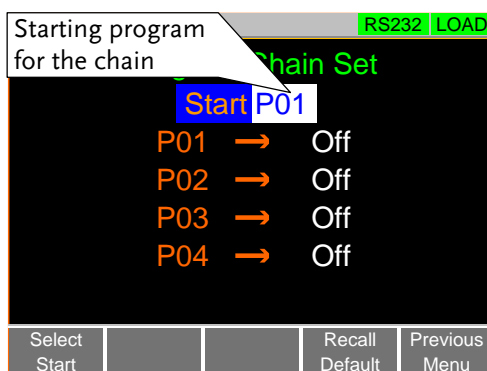 Starting program
for the chain
RS232 LOAD
Chain Set
Start P01
P01 → Off
P02 → Off
P03 → Off
P04 → Off
Select Start
Recall Default
Previous Menu